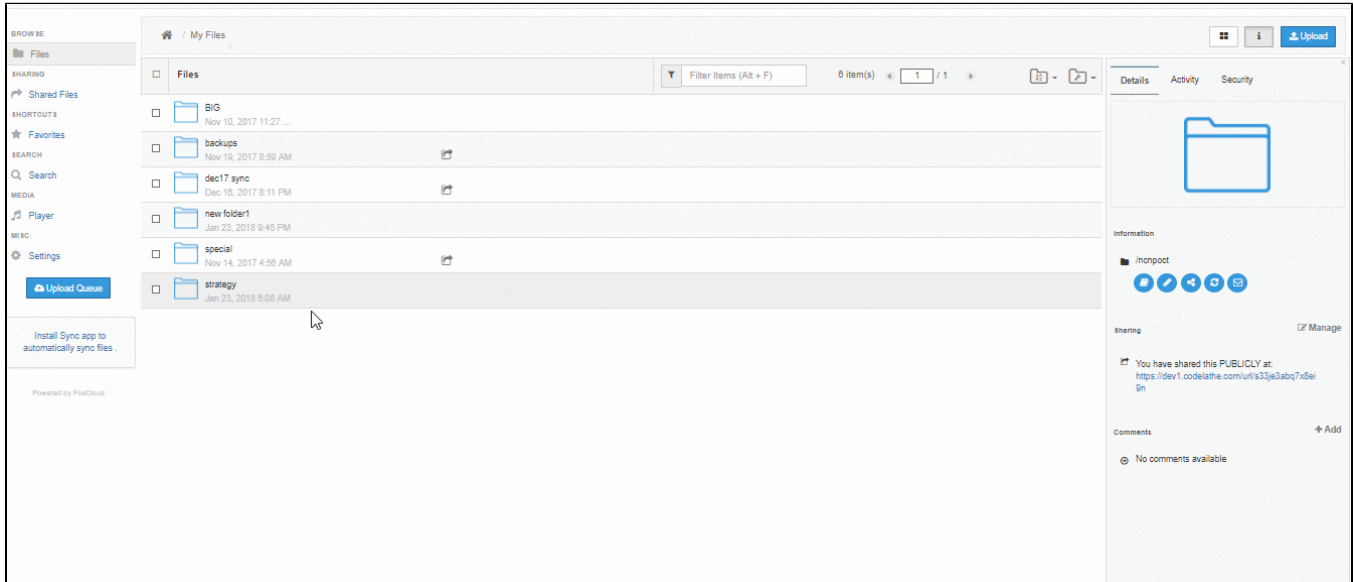 BROWSE
Files
SHARING
Shared Files
SHORTCUTS
Favorites
SEARCH
Search
MEDIA
Player
MISC
Settings
Upload Queue
Install Sync app to
automatically sync files .
Powered by FileCloud
/ My Files
i
Upload
Files
Filter Items (Alt + F)
6 item(s)
1
/ 1
BIG
Nov 10, 2017 11:27 ...
backups
Nov 19, 2017 8:59 AM
dec17 sync
Dec 16, 2017 8:11 PM
new folder1
Jan 23, 2018 9:45 PM
special
Nov 14, 2017 4:56 AM
strategy
Jan 23, 2018 6:08 AM
Details Activity Security
Information
Sharing
Manage
You have shared this PUBLICLY at:
https://dev1.codelathe.com/url/s33je3abq7x8ei
9n
Comments
+ Add
No comments available